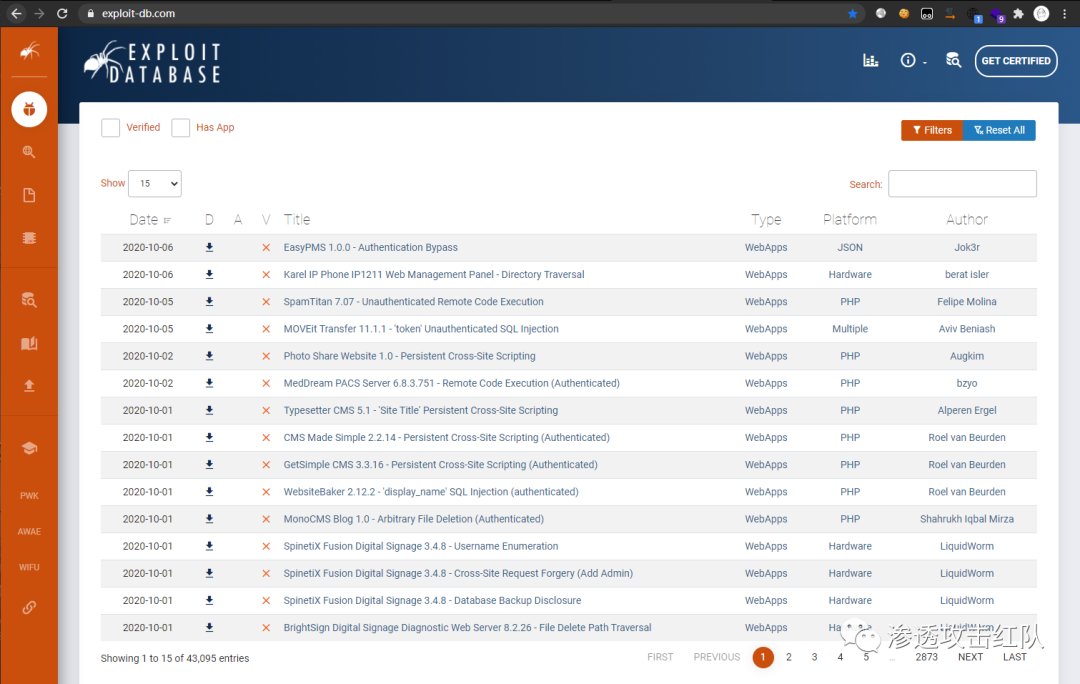 exploit-db.com
1
9
EXPLOIT
DATABASE
GET CERTIFIED
Verified
Has App
Filters
Reset All
Show 15
Search:
Date D A V Title Type Platform Author
2020-10-06 EasyPMS 1.0.0 - Authentication Bypass WebApps JSON Jok3r
2020-10-06 Karel IP Phone IP1211 Web Management Panel - Directory Traversal WebApps Hardware berat isler
2020-10-05 SpamTitan 7.07 - Unauthenticated Remote Code Execution WebApps PHP Felipe Molina
2020-10-05 MOVEit Transfer 11.1.1 - 'token' Unauthenticated SQL Injection WebApps Multiple Aviv Beniash
2020-10-02 Photo Share Website 1.0 - Persistent Cross-Site Scripting WebApps PHP Augkim
2020-10-02 MedDream PACS Server 6.8.3.751 - Remote Code Execution (Authenticated) WebApps PHP bzyo
2020-10-01 Typesetter CMS 5.1 - 'Site Title' Persistent Cross-Site Scripting WebApps PHP Alperen Ergel
2020-10-01 CMS Made Simple 2.2.14 - Persistent Cross-Site Scripting (Authenticated) WebApps PHP Roel van Beurden
2020-10-01 GetSimple CMS 3.3.16 - Persistent Cross-Site Scripting (Authenticated) WebApps PHP Roel van Beurden
2020-10-01 WebsiteBaker 2.12.2 - 'display_name' SQL Injection (authenticated) WebApps PHP Roel van Beurden
2020-10-01 MonoCMS Blog 1.0 - Arbitrary File Deletion (Authenticated) WebApps PHP Shahrukh Iqbal Mirza
2020-10-01 SpinetiX Fusion Digital Signage 3.4.8 - Username Enumeration WebApps Hardware LiquidWorm
2020-10-01 SpinetiX Fusion Digital Signage 3.4.8 - Cross-Site Request Forgery (Add Admin) WebApps Hardware LiquidWorm
2020-10-01 SpinetiX Fusion Digital Signage 3.4.8 - Database Backup Disclosure WebApps Hardware LiquidWorm
2020-10-01 BrightSign Digital Signage Diagnostic Web Server 8.2.26 - File Delete Path Traversal WebApps
渗透攻击红队
Showing 1 to 15 of 43,095 entries
FIRST PREVIOUS 1 2 3 4 5 … 2873 NEXT LAST
PWK
AWAE
WIFU